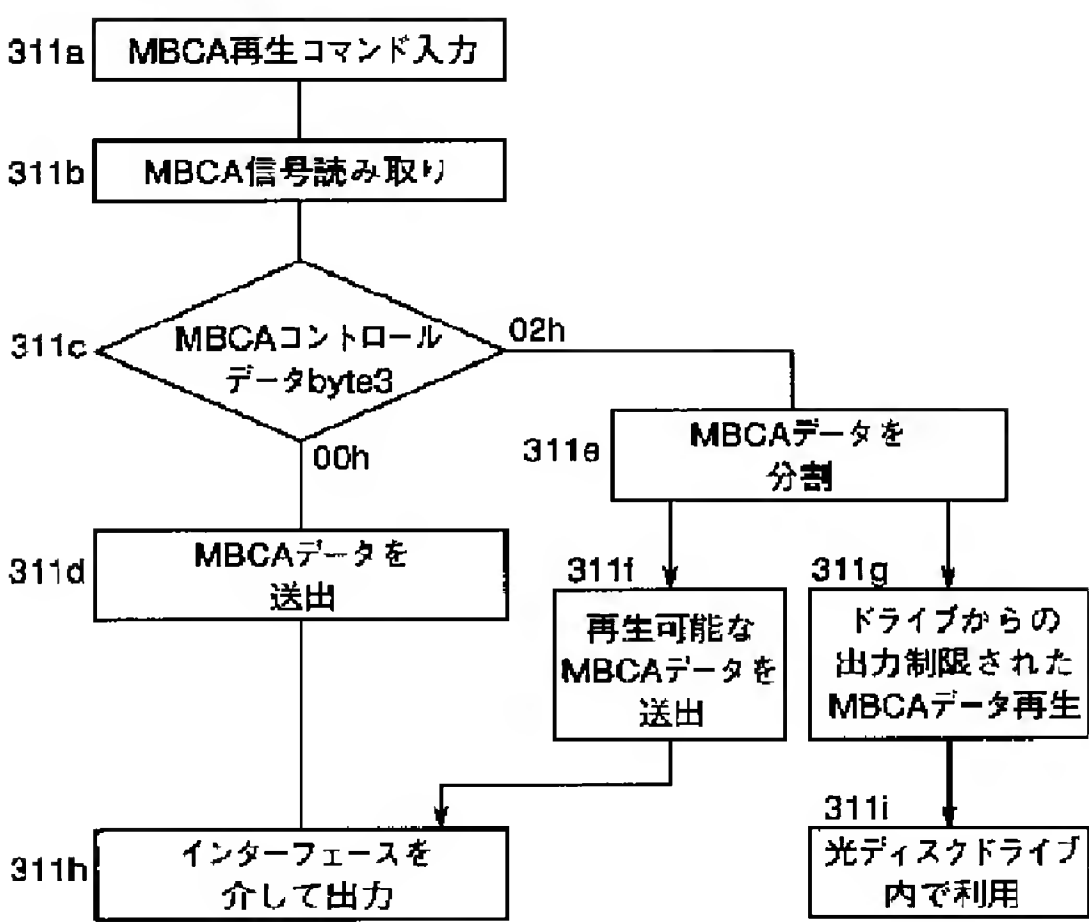 311a
MBCA再生コマンド入力
311b
MBCA信号読み取り
311c
MBCAコントロール
データbyte3
02h
00h
311e
MBCAデータを
分割
311d
MBCAデータを
送出
311f
再生可能な
MBCAデータを
送出
311g
ドライブからの
出力制限された
MBCAデータ再生
311h
インターフェースを
介して出力
311i
光ディスクドライブ
内で利用